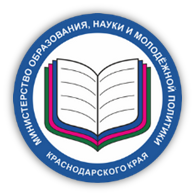 МИНИСТЕРСТВО ОБРАЗОВАНИЯ, НАУКИ И МОЛОДЁЖНОЙ ПОЛИТИКИ
КРАСНОДАРСКОГО КРАЯ